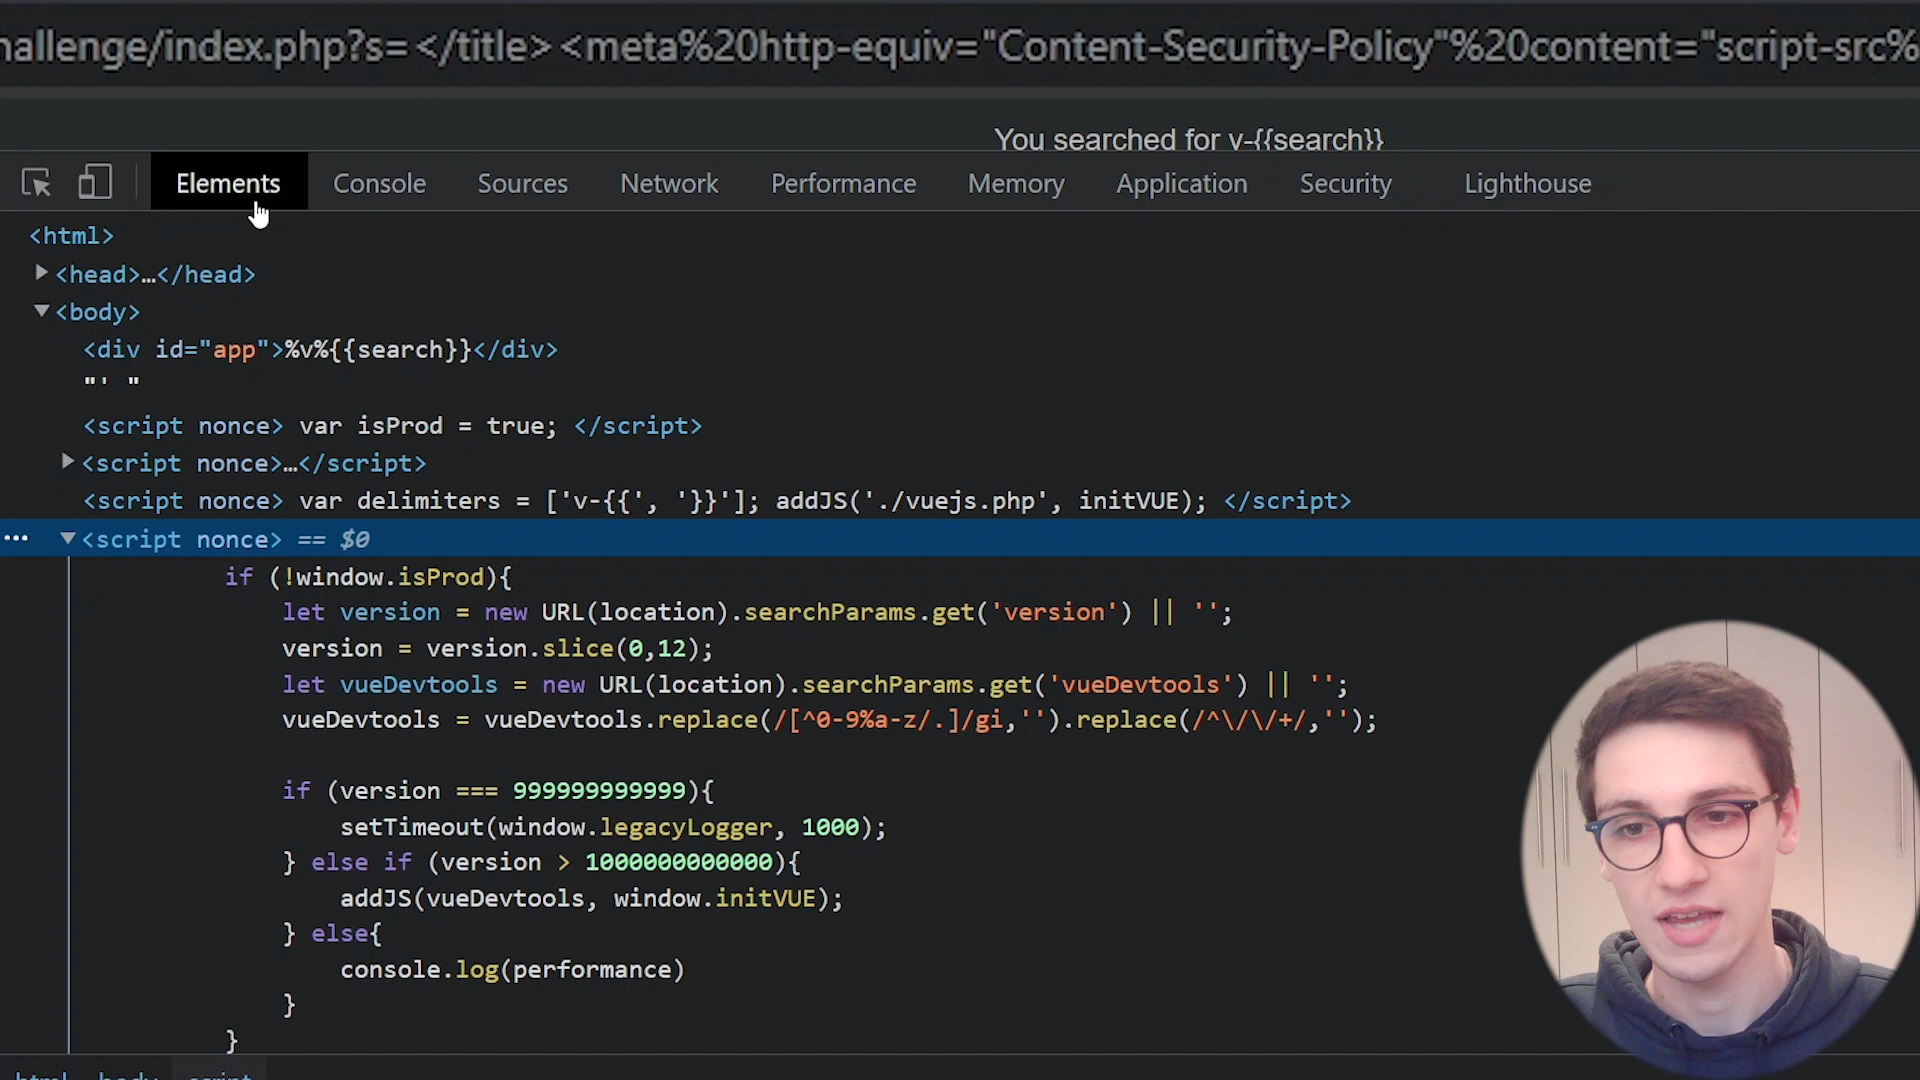 hallenge/index.php?s=</title><meta%20http-equiv="Content-Security-Policy"%20content="script-src%
You searched for v-{{search}}
Elements Console Sources Network Performance Memory Application Security Lighthouse
<html>
<head>…</head>
<body>
<div id="app">%v%{{search}}</div>
"' "
<script nonce> var isProd = true; </script>
<script nonce>…</script>
<script nonce> var delimiters = ['v-{{', '}}']; addJS('./vuejs.php', initVUE); </script>
<script nonce> == $0
if (!window.isProd){
let version = new URL(location).searchParams.get('version') || '';
version = version.slice(0,12);
let vueDevtools = new URL(location).searchParams.get('vueDevtools') || '';
vueDevtools = vueDevtools.replace(/[^0-9%a-z/.]/gi,'').replace(/^\/\/+/,'');
if (version === 999999999999){
setTimeout(window.legacyLogger, 1000);
} else if (version > 1000000000000){
addJS(vueDevtools, window.initVUE);
} else{
console.log(performance)
}
}
html body script